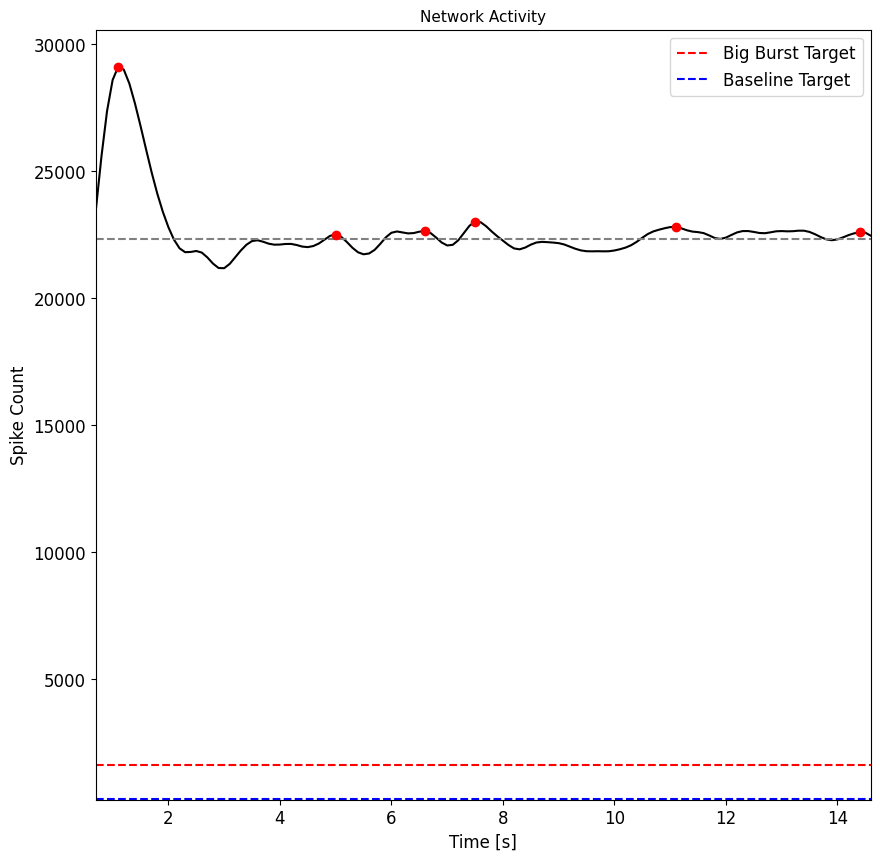 Network Activity
30000
25000
20000
15000
10000
5000
Spike Count
Big Burst Target
Baseline Target
2 4 6 8 10 12 14
Time [s]